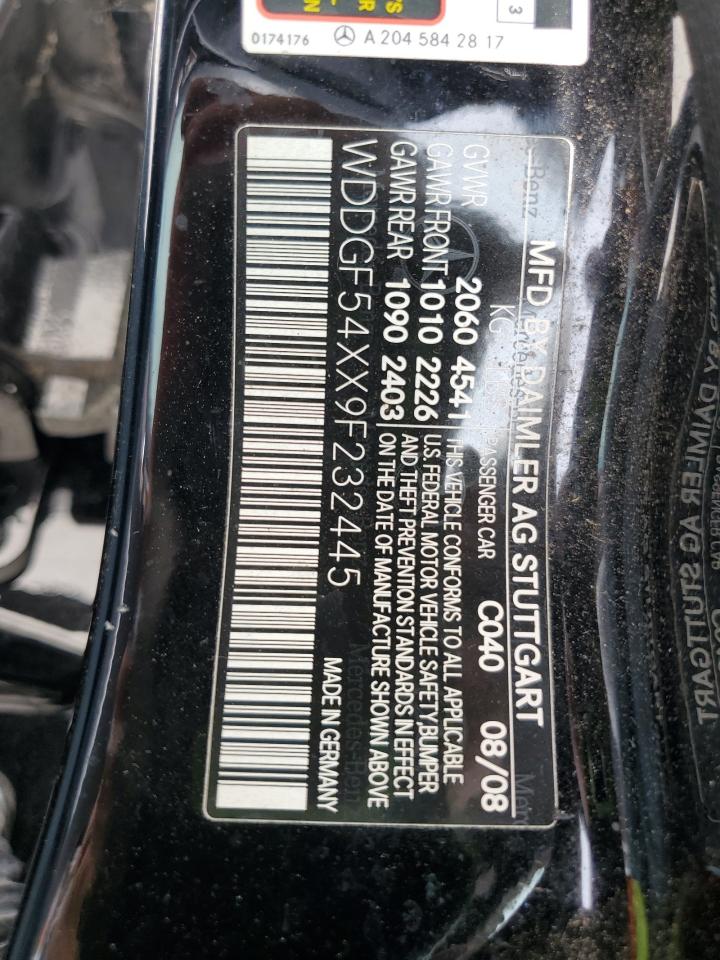 0174176 A 204 584 28 17
MFD BY DAIMLER AG STUTTGART
KG
GVWR 2060 4541 PASSENGER CAR C040 08/08
GAWR FRONT 1010 2226 THIS VEHICLE CONFORMS TO ALL APPLICABLE
GAWR REAR 1090 2403 U.S. FEDERAL MOTOR VEHICLE SAFETY, BUMPER
AND THEFT PREVENTION STANDARDS IN EFFECT
ON THE DATE OF MANUFACTURE SHOWN ABOVE
WDDGF54XX9F232445 MADE IN GERMANY
Mercedes-Benz